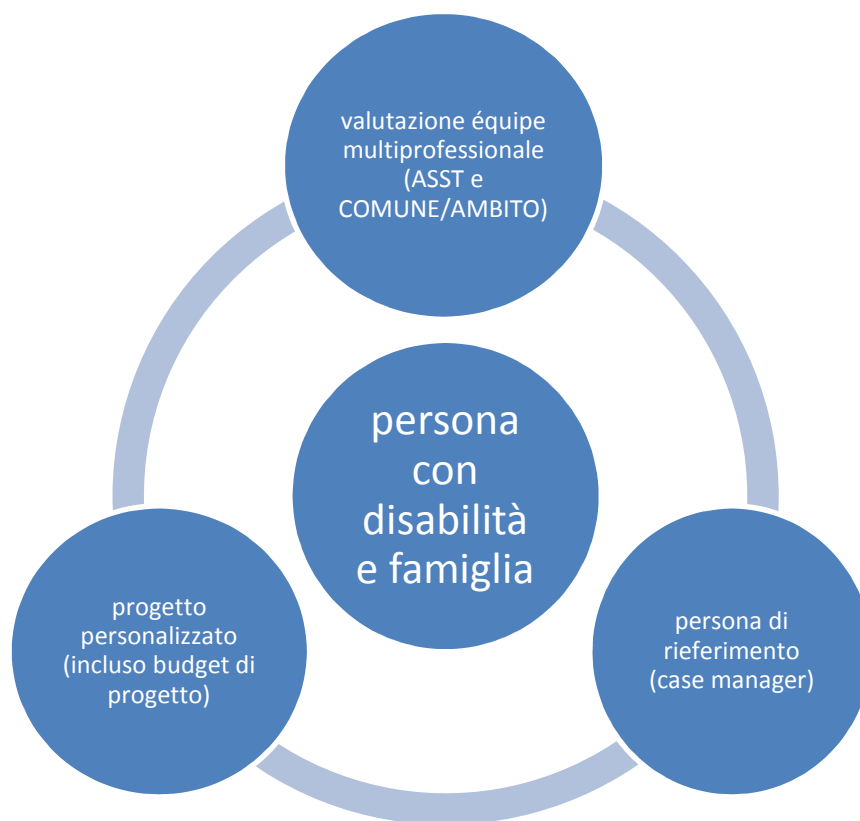 valutazione équipe
multiprofessionale
(ASST e
COMUNE/AMBITO)
persona
con
disabilità
e famiglia
progetto
personalizzato
(incluso budget di
progetto)
persona di
rieferimento
(case manager)